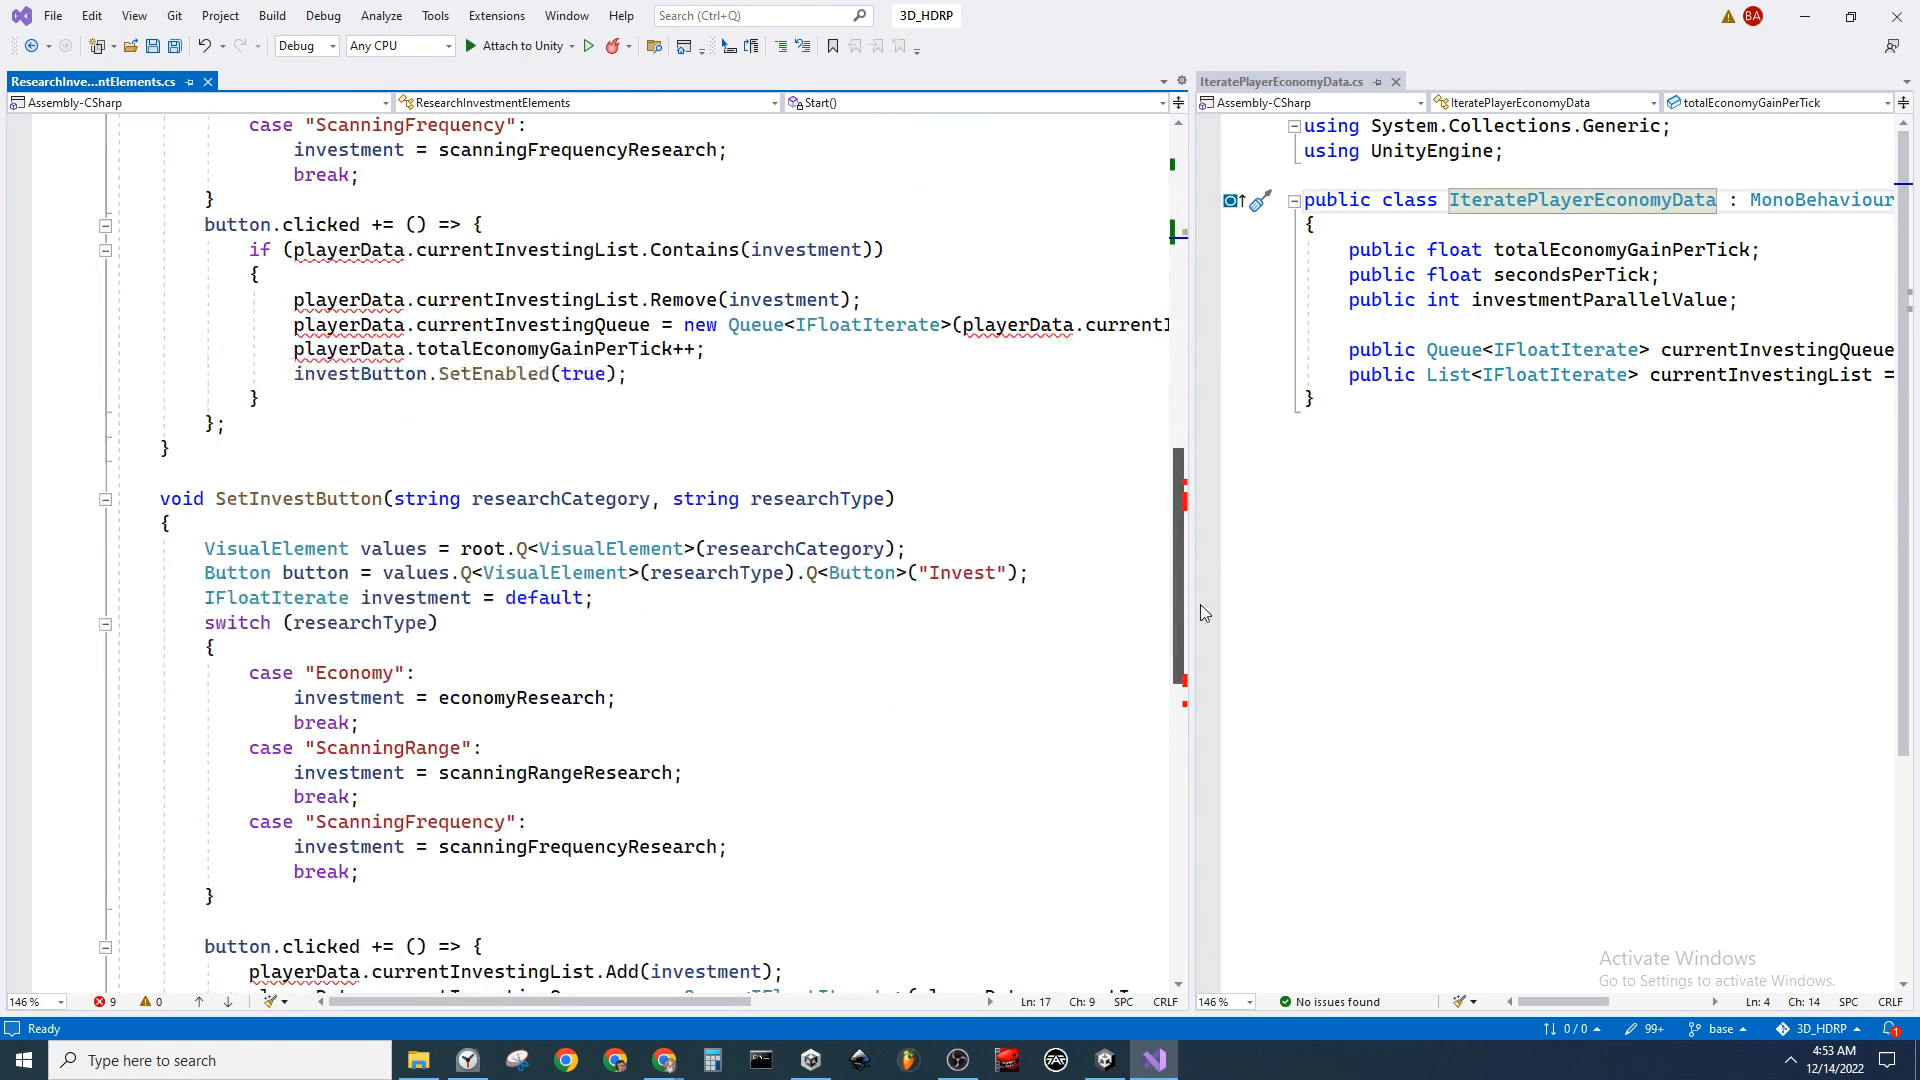 File Edit View Git Project Build Debug Analyze Tools Extensions Window Help Search (Ctrl+Q) 3D_HDRP BA
Debug Any CPU Attach to Unity
ResearchInve...ntElements.cs
Assembly-CSharp ResearchInvestmentElements Start()
case "ScanningFrequency":
investment = scanningFrequencyResearch;
break;
}
button.clicked += () => {
if (playerData.currentInvestingList.Contains(investment))
{
playerData.currentInvestingList.Remove(investment);
playerData.currentInvestingQueue = new Queue<IFloatIterate>(playerData.currentI
playerData.totalEconomyGainPerTick++;
investButton.SetEnabled(true);
}
};
}
void SetInvestButton(string researchCategory, string researchType)
{
VisualElement values = root.Q<VisualElement>(researchCategory);
Button button = values.Q<VisualElement>(researchType).Q<Button>("Invest");
IFloatIterate investment = default;
switch (researchType)
{
case "Economy":
investment = economyResearch;
break;
case "ScanningRange":
investment = scanningRangeResearch;
break;
case "ScanningFrequency":
investment = scanningFrequencyResearch;
break;
}
button.clicked += () => {
playerData.currentInvestingList.Add(investment);
146 % 9 0 Ln: 17 Ch: 9 SPC CRLF
IteratePlayerEconomyData.cs
Assembly-CSharp IteratePlayerEconomyData totalEconomyGainPerTick
using System.Collections.Generic;
using UnityEngine;
public class IteratePlayerEconomyData : MonoBehaviour
{
public float totalEconomyGainPerTick;
public float secondsPerTick;
public int investmentParallelValue;
public Queue<IFloatIterate> currentInvestingQueue
public List<IFloatIterate> currentInvestingList =
}
Activate Windows
Go to Settings to activate Windows.
146 % No issues found Ln: 4 Ch: 14 SPC CRLF
Ready 0 / 0 99+ base 3D_HDRP 1
Type here to search
4:53 AM
12/14/2022